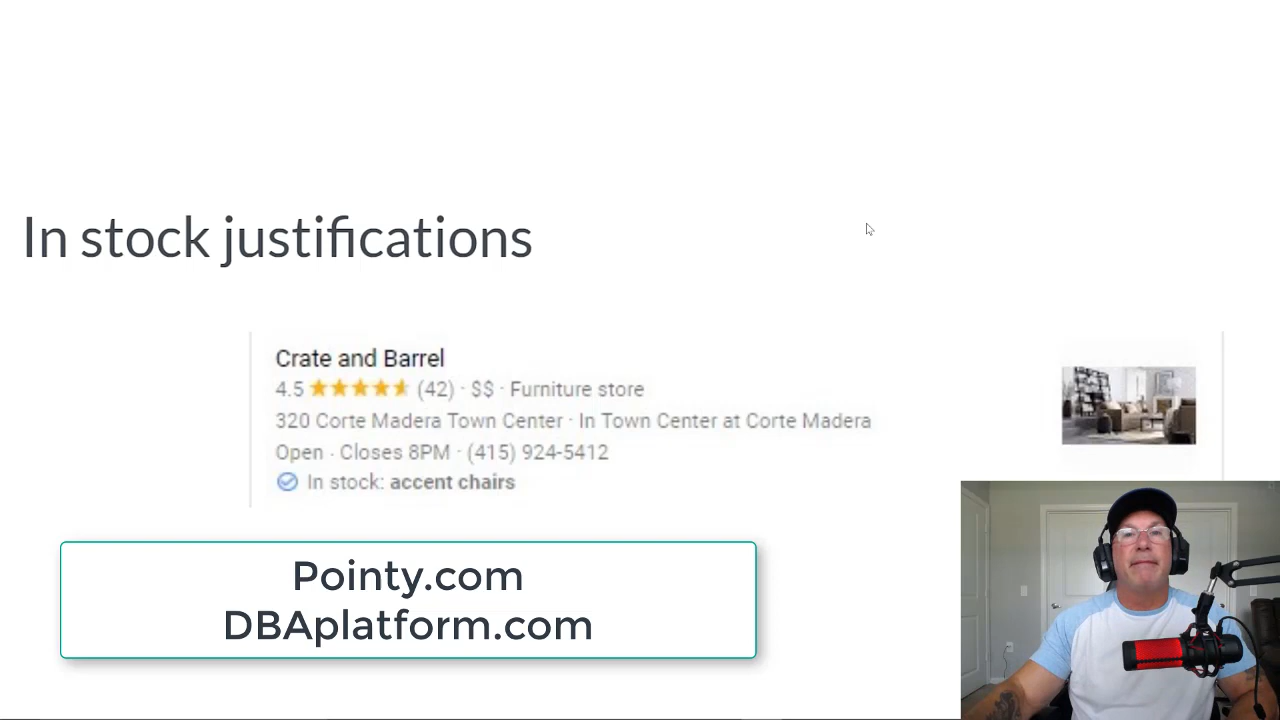 In stock justifications
Crate and Barrel
4.5 (42) · $$ · Furniture store
320 Corte Madera Town Center · In Town Center at Corte Madera
Open · Closes 8PM · (415) 924-5412
In stock: accent chairs
Pointy.com
DBAplatform.com